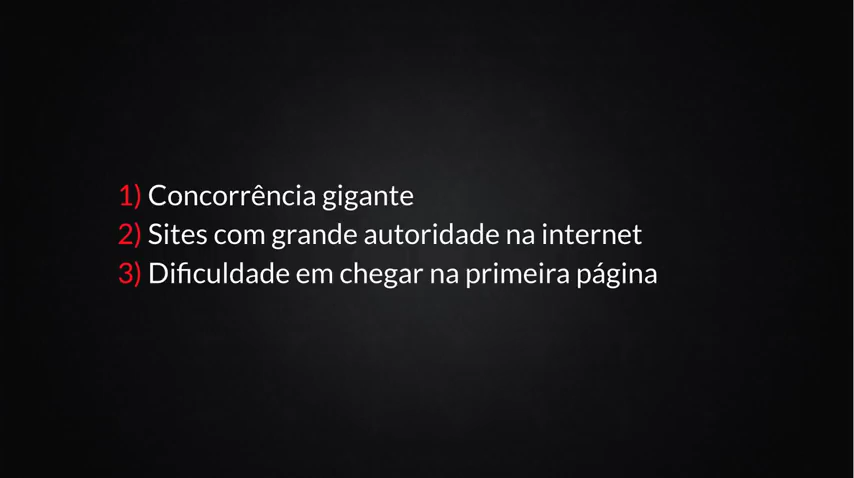 1) Concorrência gigante
2) Sites com grande autoridade na internet
3) Dificuldade em chegar na primeira página